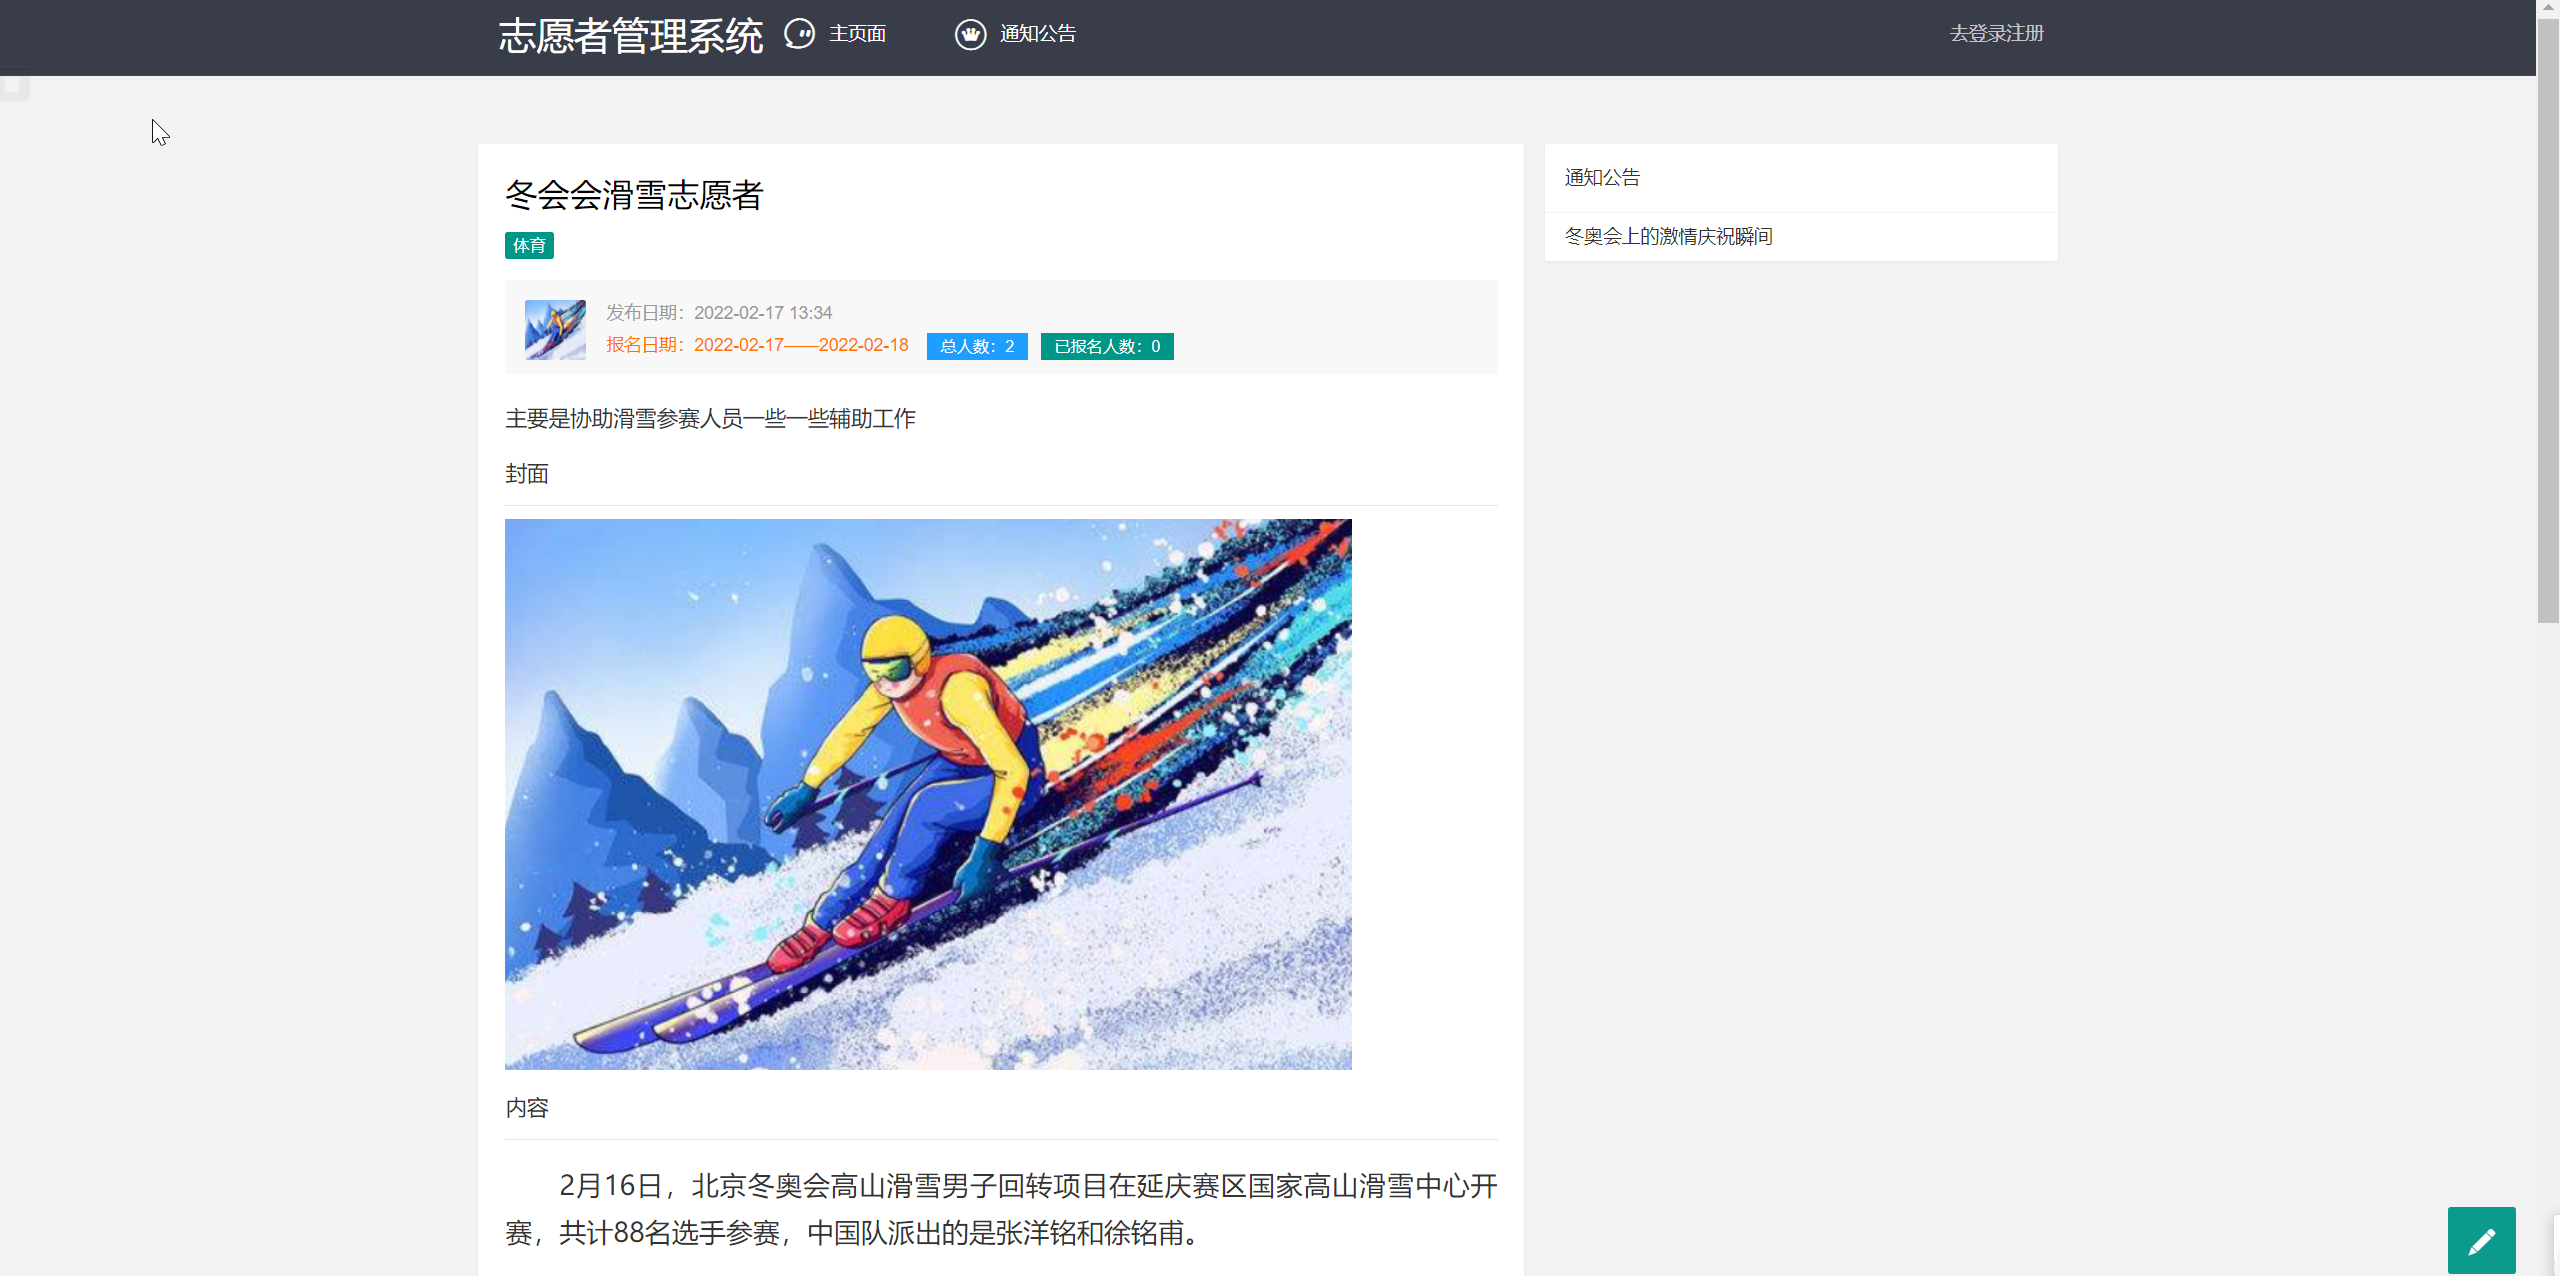 志愿者管理系统 主页面 通知公告 去登录注册
冬会会滑雪志愿者
体育
发布日期：2022-02-17 13:34
报名日期：2022-02-17——2022-02-18 总人数：2 已报名人数：0
主要是协助滑雪参赛人员一些一些辅助工作
封面
内容
2月16日，北京冬奥会高山滑雪男子回转项目在延庆赛区国家高山滑雪中心开
赛，共计88名选手参赛，中国队派出的是张洋铭和徐铭甫。
通知公告
冬奥会上的激情庆祝瞬间